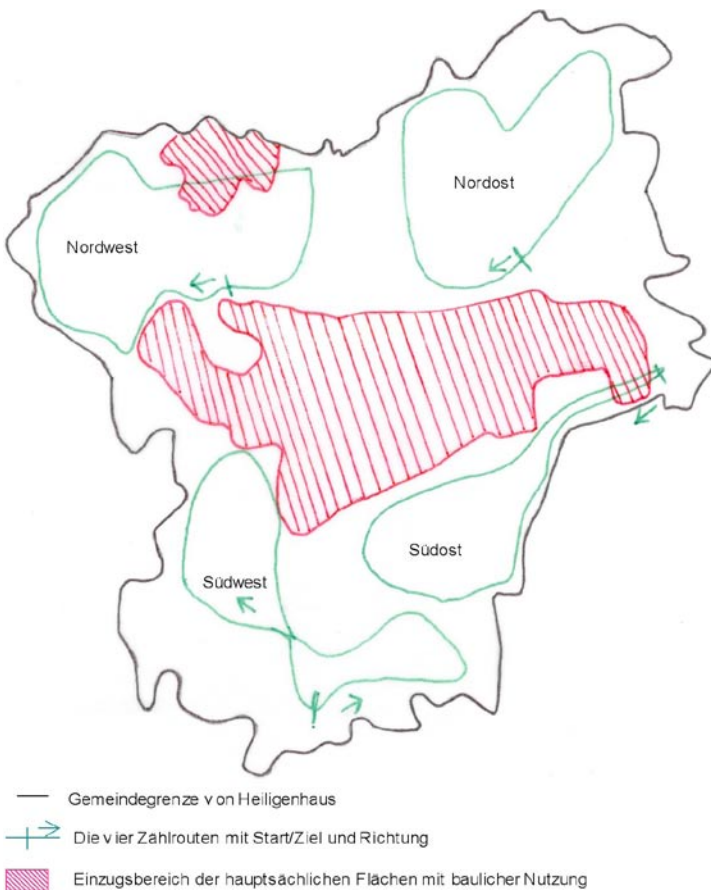 Nordost
Nordwest
Südost
Südwest
Gemeindegrenze von Heiligenhaus
Die vier Zählrouten mit Start/Ziel und Richtung
Einzugsbereich der hauptsächlichen Flächen mit baulicher Nutzung